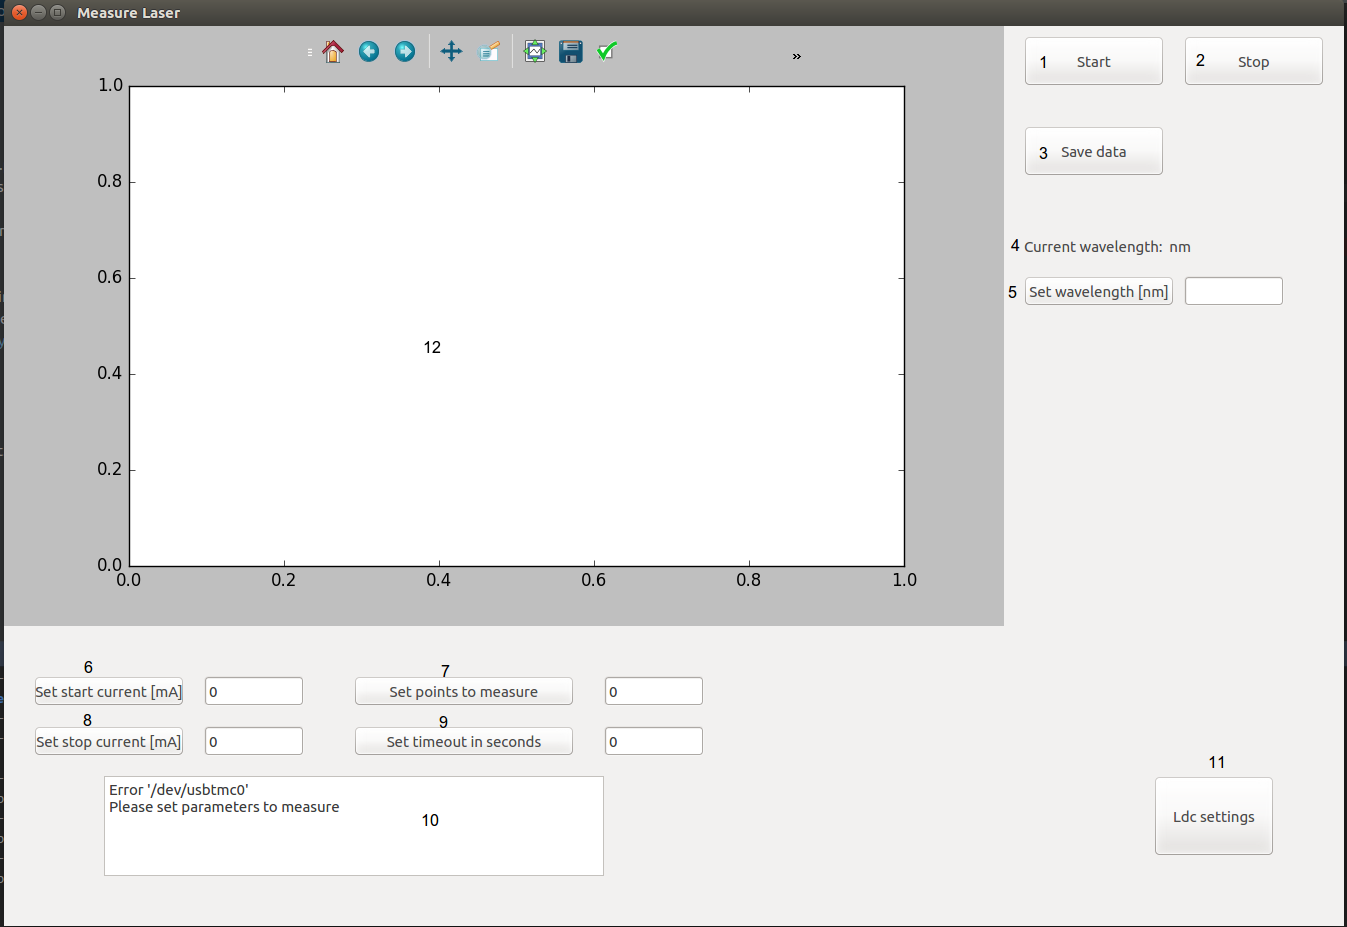 Measure Laser
»
1 Start
2 Stop
3 Save data
4 Current wavelength: nm
5 Set wavelength [nm]
1.0
0.8
0.6
0.4
0.2
0.0
12
0.0 0.2 0.4 0.6 0.8 1.0
6
7
Set start current [mA] 0
Set points to measure 0
8
9
Set stop current [mA] 0
Set timeout in seconds 0
Error '/dev/usbtmc0'
Please set parameters to measure
10
11
Ldc settings